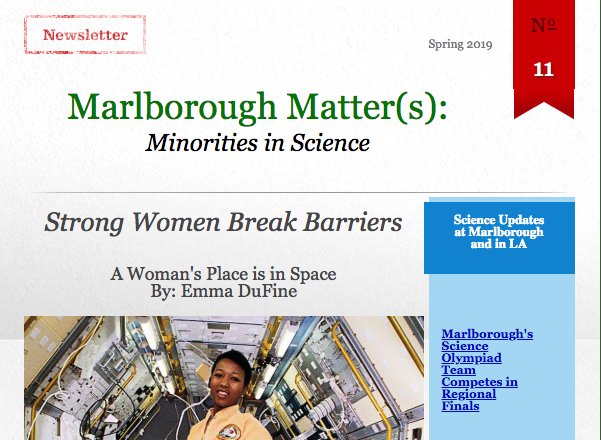 Newsletter
Spring 2019
Nº
11
Marlborough Matter(s):
Minorities in Science
Strong Women Break Barriers
A Woman's Place is in Space
By: Emma DuFine
Science Updates
at Marlborough
and in LA
Marlborough's
Science
Olympiad
Team
Competes in
Regional
Finals